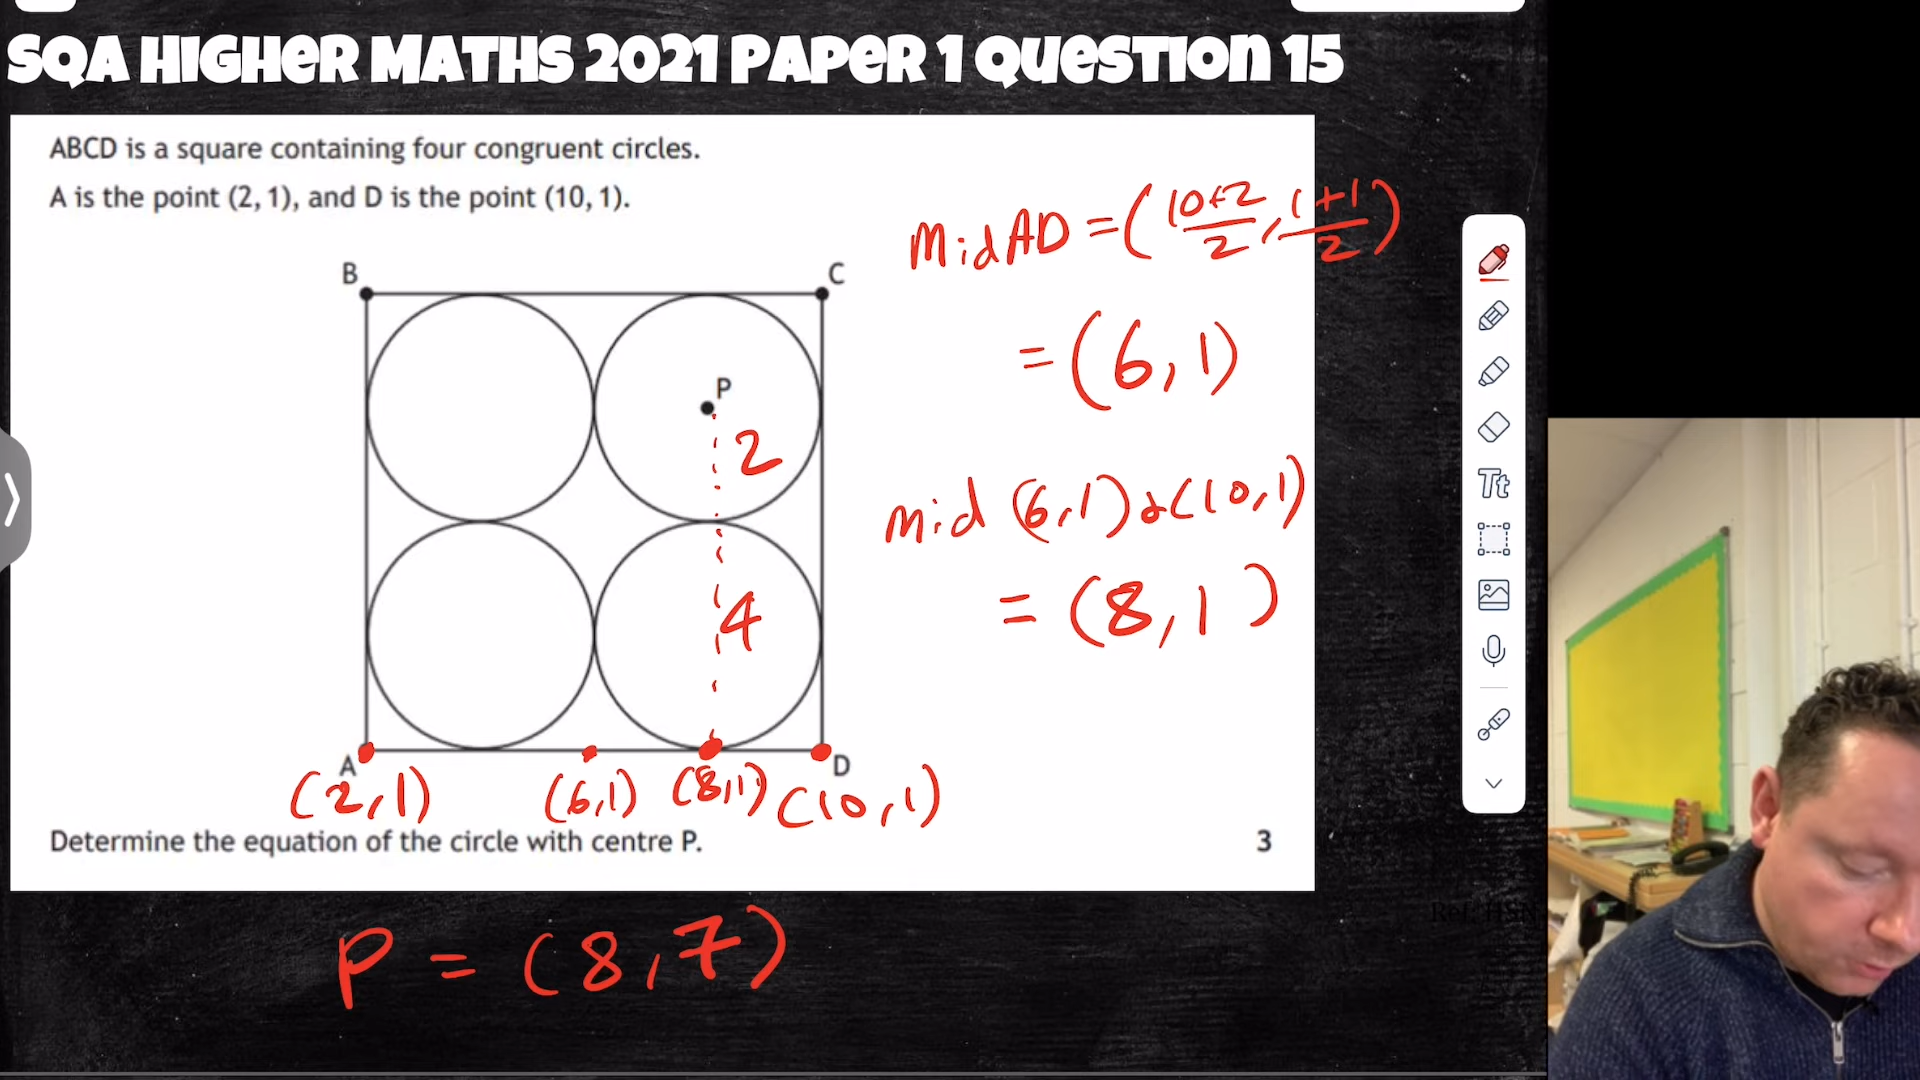 SQA HIGHER MATHS 2021 PAPER 1 QUESTION 15
ABCD is a square containing four congruent circles.
A is the point (2, 1), and D is the point (10, 1).
Mid AD = (10+2/2, 1+1/2)
= (6, 1)
mid (6,1) & (10,1)
= (8, 1)
B
C
P
2
4
A
D
(2,1)
(6,1)
(8,1)
(10,1)
Determine the equation of the circle with centre P.
3
P = (8, 7)
Tt